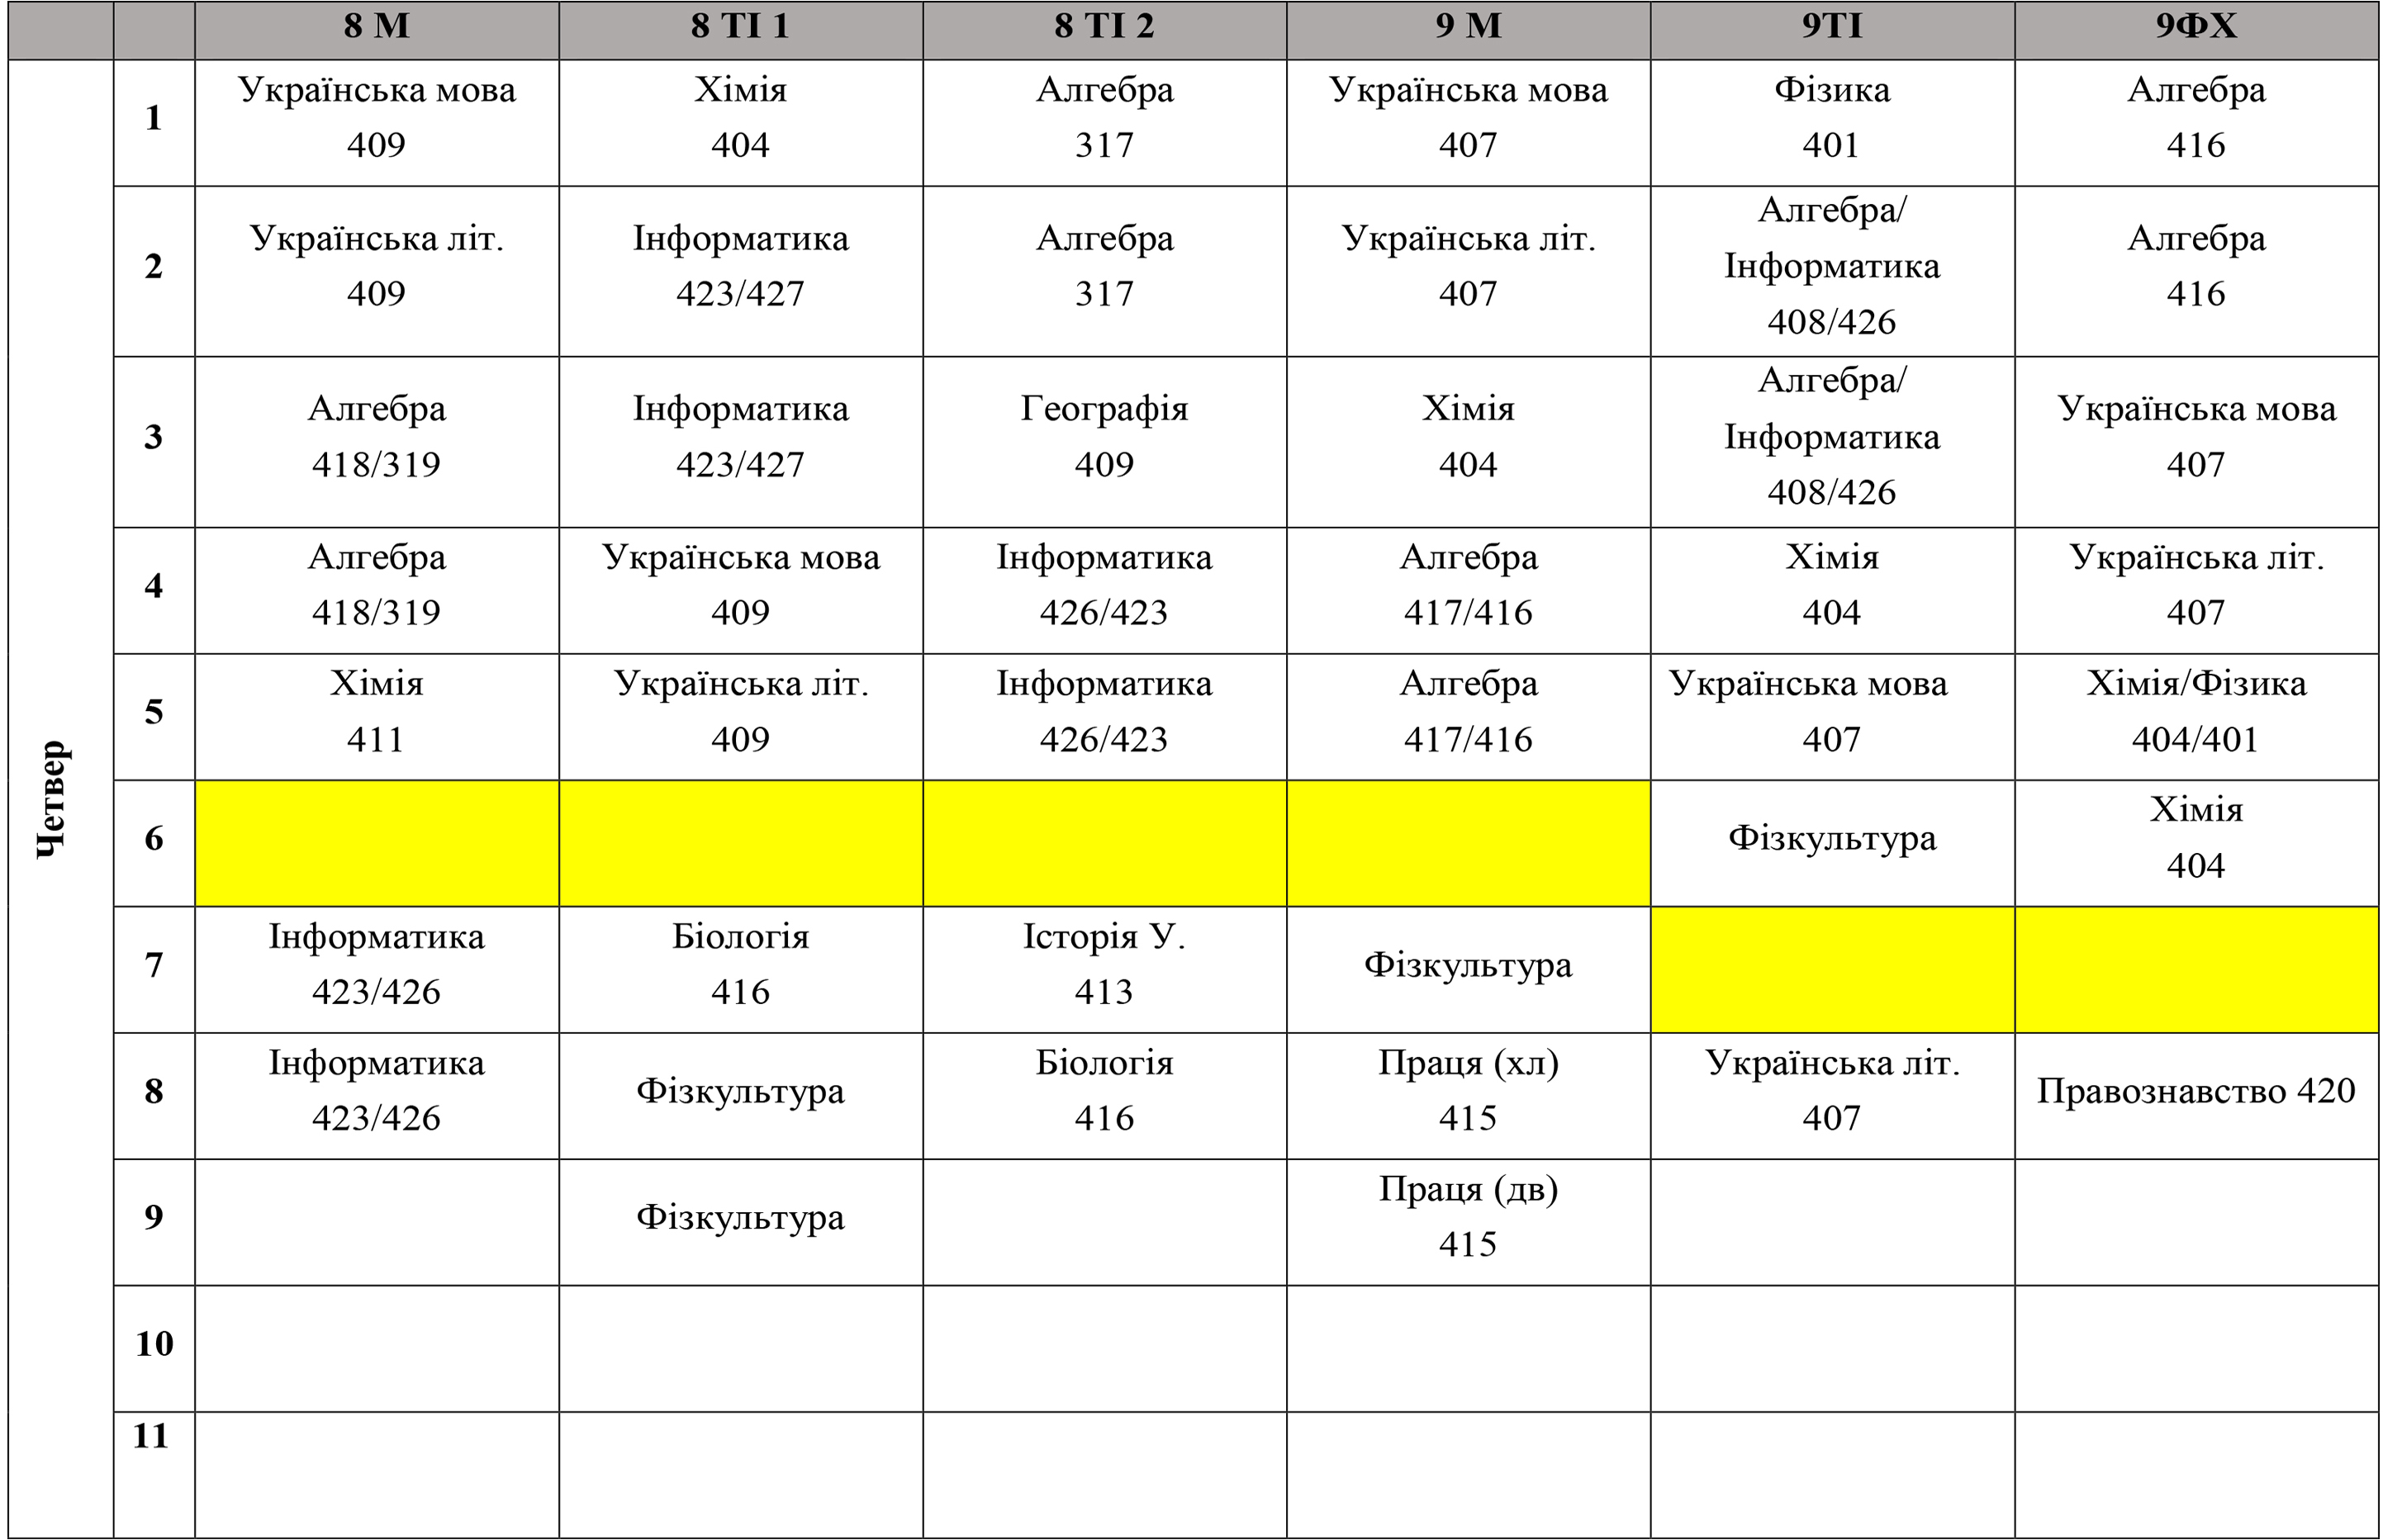 8 М 8 ТІ 1 8 ТІ 2 9 М 9ТІ 9ФХ
Четвер
1
Українська мова
409
Хімія
404
Алгебра
317
Українська мова
407
Фізика
401
Алгебра
416
2
Українська літ.
409
Інформатика
423/427
Алгебра
317
Українська літ.
407
Алгебра/
Інформатика
408/426
Алгебра
416
3
Алгебра
418/319
Інформатика
423/427
Географія
409
Хімія
404
Алгебра/
Інформатика
408/426
Українська мова
407
4
Алгебра
418/319
Українська мова
409
Інформатика
426/423
Алгебра
417/416
Хімія
404
Українська літ.
407
5
Хімія
411
Українська літ.
409
Інформатика
426/423
Алгебра
417/416
Українська мова
407
Хімія/Фізика
404/401
6
Фізкультура
Хімія
404
7
Інформатика
423/426
Біологія
416
Історія У.
413
Фізкультура
8
Інформатика
423/426
Фізкультура
Біологія
416
Праця (хл)
415
Українська літ.
407
Правознавство 420
9
Фізкультура
Праця (дв)
415
10
11